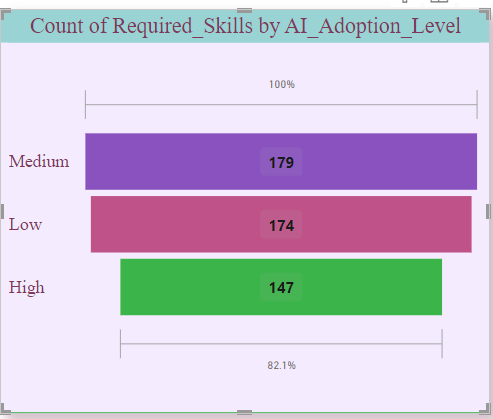 Count of Required_Skills by AI_Adoption_Level
100%
Medium 179
Low 174
High 147
82.1%